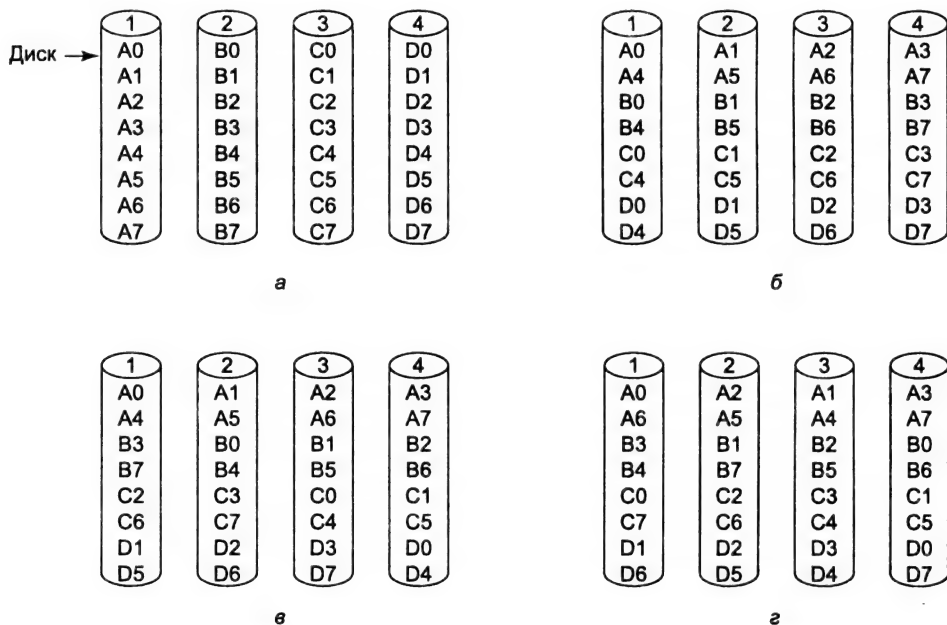 1 2 3 4 1 2 3 4
Диск A0 B0 C0 D0 A0 A1 A2 A3
A1 B1 C1 D1 A4 A5 A6 A7
A2 B2 C2 D2 B0 B1 B2 B3
A3 B3 C3 D3 B4 B5 B6 B7
A4 B4 C4 D4 C0 C1 C2 C3
A5 B5 C5 D5 C4 C5 C6 C7
A6 B6 C6 D6 D0 D1 D2 D3
A7 B7 C7 D7 D4 D5 D6 D7
а б
1 2 3 4 1 2 3 4
A0 A1 A2 A3 A0 A2 A1 A3
A4 A5 A6 A7 A6 A5 A4 A7
B3 B0 B1 B2 B3 B1 B2 B0
B7 B4 B5 B6 B4 B7 B5 B6
C2 C3 C0 C1 C0 C2 C3 C1
C6 C7 C4 C5 C7 C6 C4 C5
D1 D2 D3 D0 D1 D2 D3 D0
D5 D6 D7 D4 D6 D5 D4 D7
в г